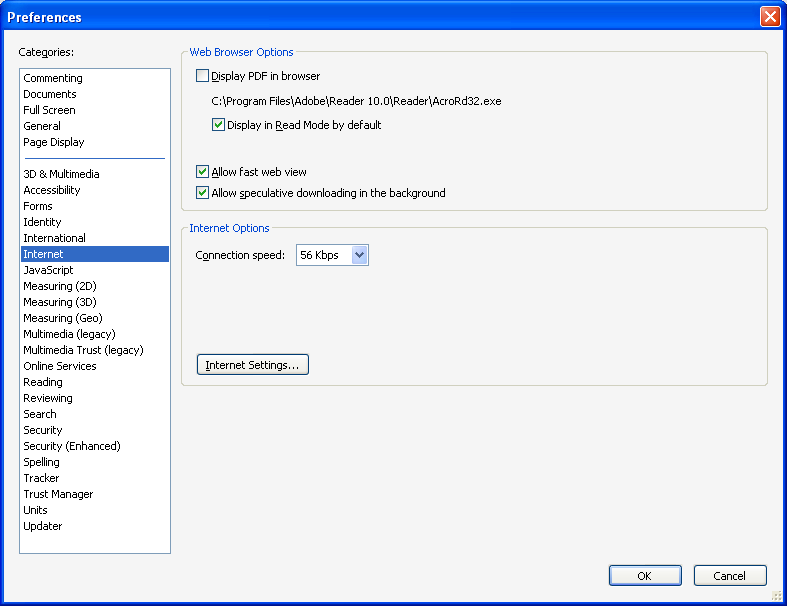 Preferences
Categories:
Commenting
Documents
Full Screen
General
Page Display
3D & Multimedia
Accessibility
Forms
Identity
International
Internet
JavaScript
Measuring (2D)
Measuring (3D)
Measuring (Geo)
Multimedia (legacy)
Multimedia Trust (legacy)
Online Services
Reading
Reviewing
Search
Security
Security (Enhanced)
Spelling
Tracker
Trust Manager
Units
Updater
Web Browser Options
Display PDF in browser
C:\Program Files\Adobe\Reader 10.0\Reader\AcroRd32.exe
Display in Read Mode by default
Allow fast web view
Allow speculative downloading in the background
Internet Options
Connection speed: 56 Kbps
Internet Settings...
OK Cancel